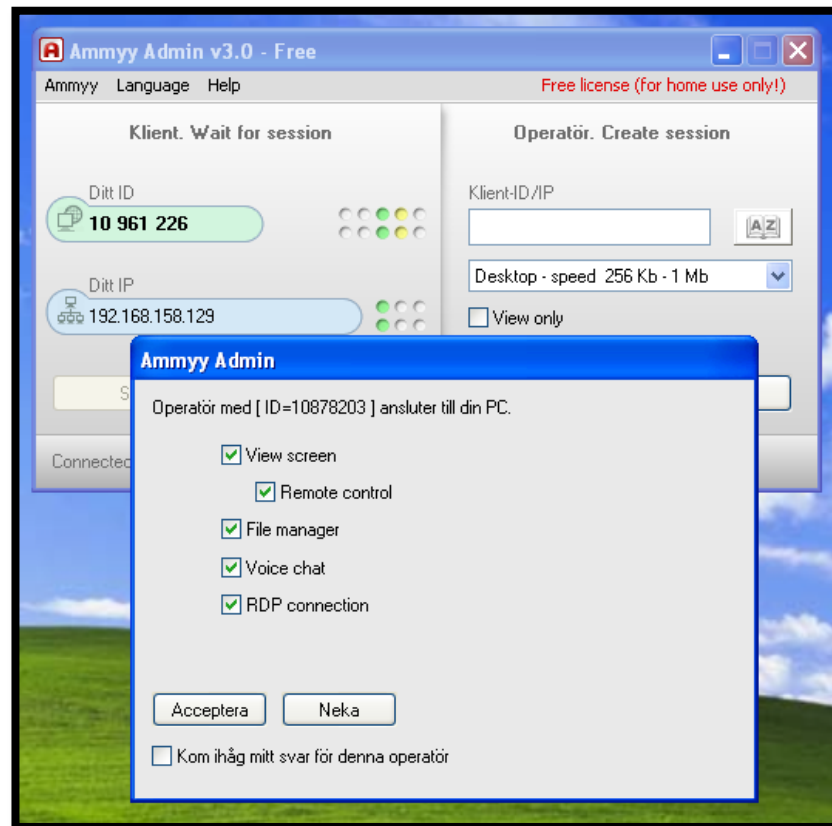 Ammyy Admin v3.0 - Free
Ammyy Language Help Free license (for home use only!)
Klient. Wait for session
Operatör. Create session
Ditt ID
10 961 226
Klient-ID/IP
AZ
Desktop - speed 256 Kb - 1 Mb
Ditt IP
192.168.158.129
View only
Connected
Ammyy Admin
Operatör med [ ID=10878203 ] ansluter till din PC.
View screen
Remote control
File manager
Voice chat
RDP connection
Acceptera Neka
Kom ihåg mitt svar för denna operatör